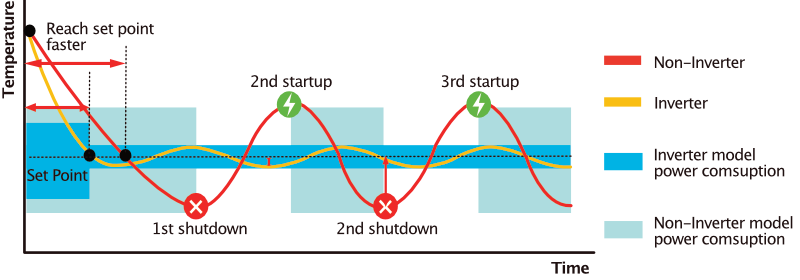 Temperature
Reach set point
faster
2nd startup
3rd startup
Set Point
1st shutdown
2nd shutdown
Time
Non-Inverter
Inverter
Inverter model
power comsuption
Non-Inverter model
power comsuption